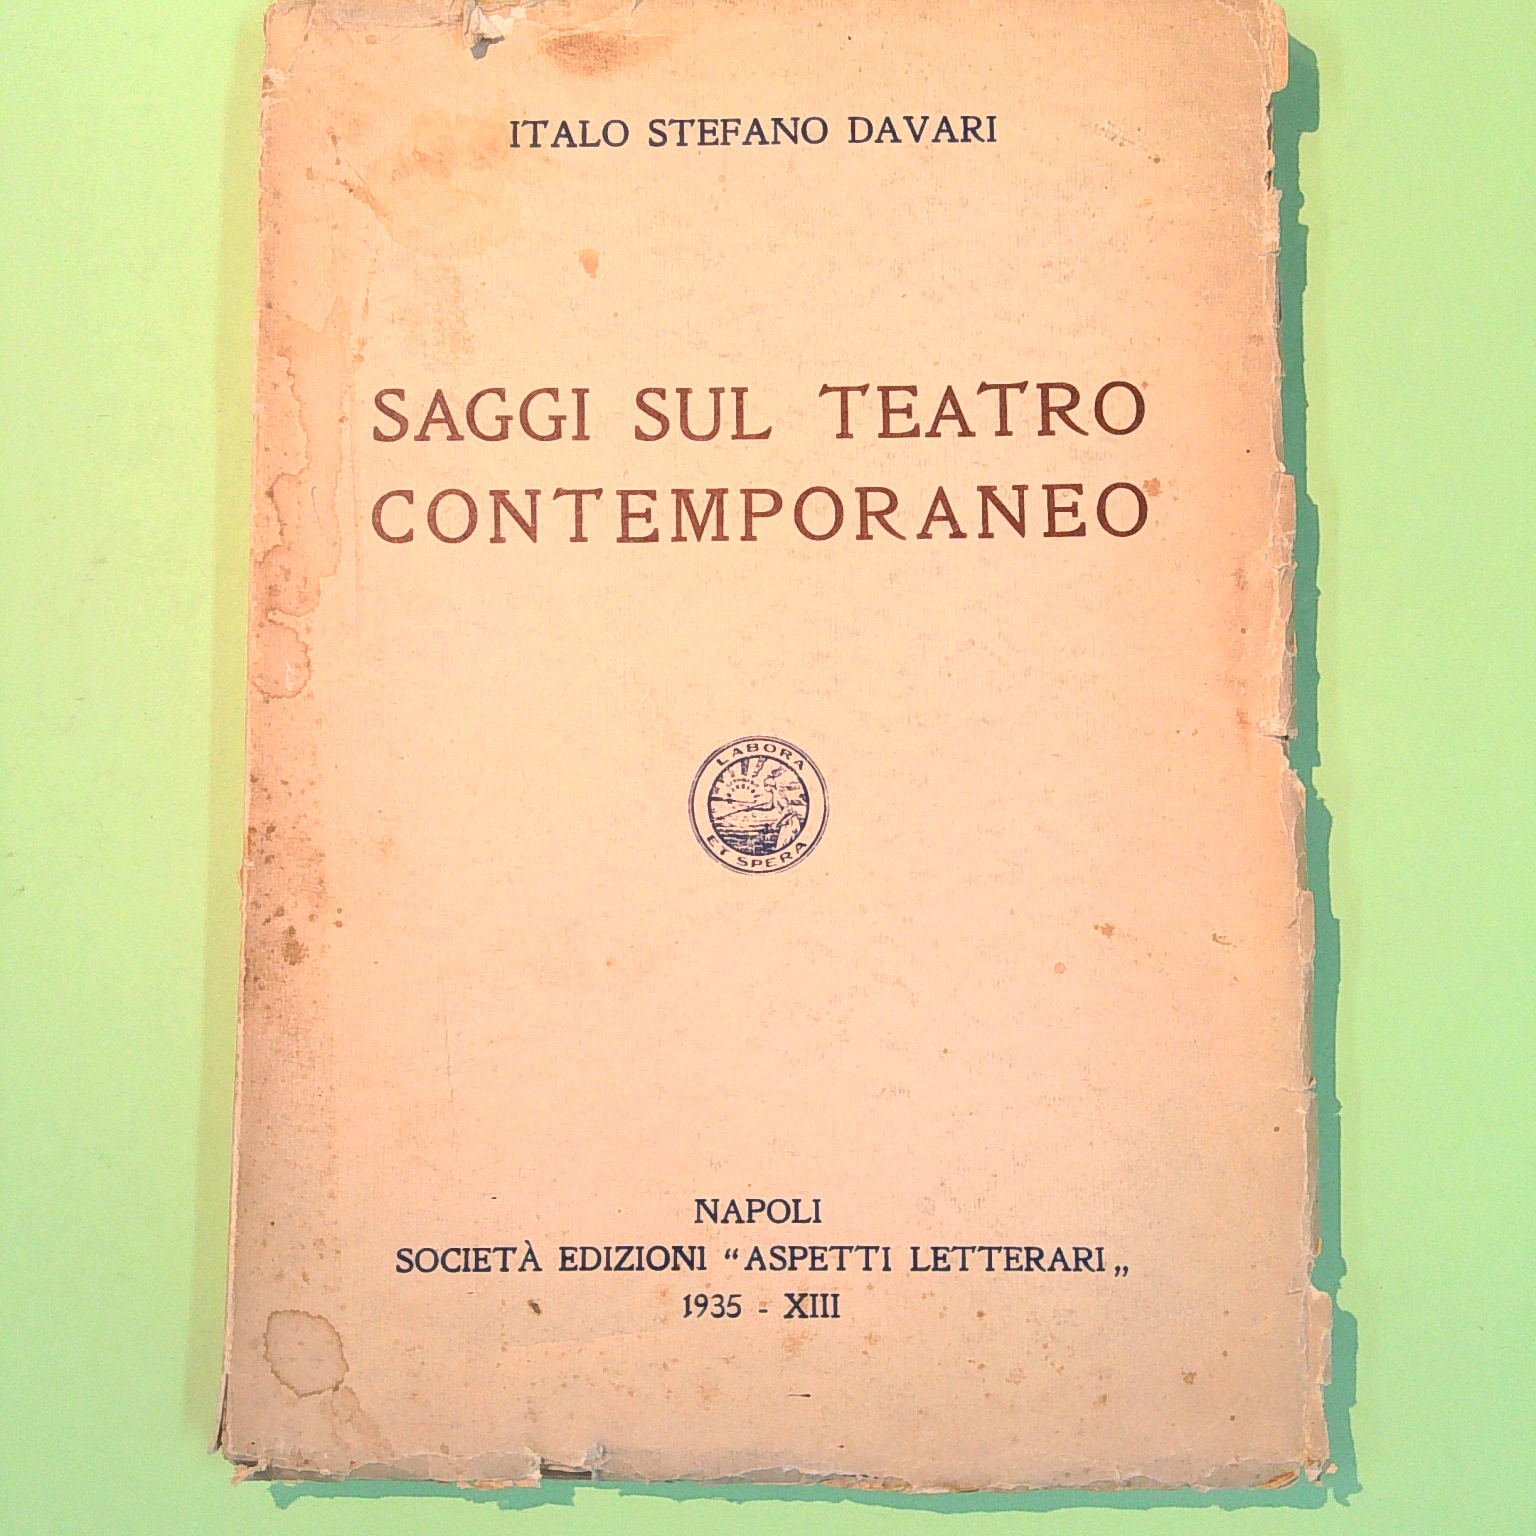 ITALO STEFANO DAVARI
SAGGI SUL TEATRO
CONTEMPORANEO
LABORA
ET SPERA
NAPOLI
SOCIETÀ EDIZIONI “ASPETTI LETTERARI„
1935 - XIII